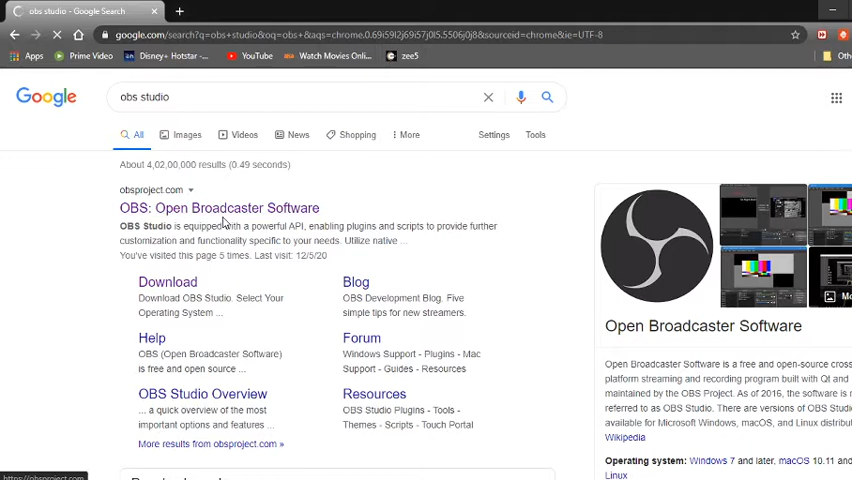 obs studio - Google Search
google.com/search?q=obs+studio&oq=obs+&aqs=chrome.0.69i59l2j69i57j0l5.5506j0j8&sourceid=chrome&ie=UTF-8
Apps Prime Video Disney+ Hotstar -... YouTube Watch Movies Onli... zee5 Othe
Google obs studio
All Images Videos News Shopping More Settings Tools
About 4,02,00,000 results (0.49 seconds)
obsproject.com
OBS: Open Broadcaster Software
OBS Studio is equipped with a powerful API, enabling plugins and scripts to provide further
customization and functionality specific to your needs. Utilize native ...
You've visited this page 5 times. Last visit: 12/5/20
Download
Download OBS Studio. Select Your
Operating System ...
Blog
OBS Development Blog. Five
simple tips for new streamers.
Help
OBS (Open Broadcaster Software)
is free and open source ...
Forum
Windows Support - Plugins - Mac
Support - Guides - Resources
OBS Studio Overview
... a quick overview of the most
important options and features ...
Resources
OBS Studio Plugins - Tools -
Themes - Scripts - Touch Portal
More results from obsproject.com »
https://obsproject.com
Mo
Open Broadcaster Software
Open Broadcaster Software is a free and open-source cross
platform streaming and recording program built with Qt and
maintained by the OBS Project. As of 2016, the software is
referred to as OBS Studio. There are versions of OBS Studi
available for Microsoft Windows, macOS, and Linux distribut
Wikipedia
Operating system: Windows 7 and later, macOS 10.11 and
Linux